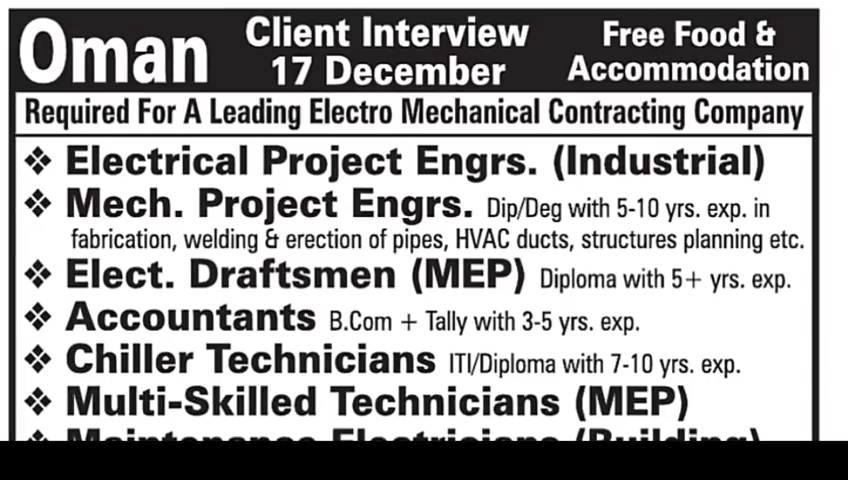 Oman
Client Interview
17 December
Free Food &
Accommodation
Required For A Leading Electro Mechanical Contracting Company
❖ Electrical Project Engrs. (Industrial)
❖ Mech. Project Engrs. Dip/Deg with 5-10 yrs. exp. in
fabrication, welding & erection of pipes, HVAC ducts, structures planning etc.
❖ Elect. Draftsmen (MEP) Diploma with 5+ yrs. exp.
❖ Accountants B.Com + Tally with 3-5 yrs. exp.
❖ Chiller Technicians ITI/Diploma with 7-10 yrs. exp.
❖ Multi-Skilled Technicians (MEP)
❖ Maintenance Electricians (Building)